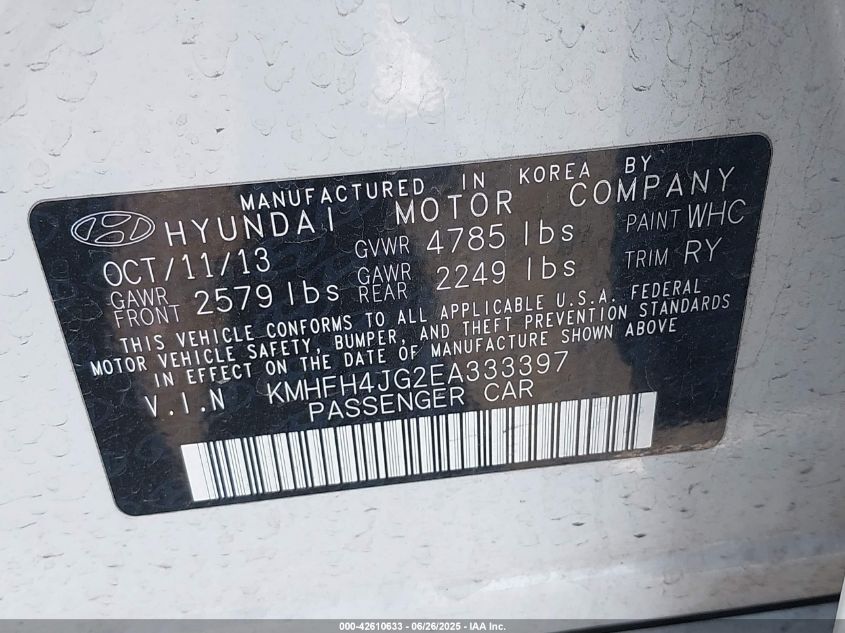 MANUFACTURED IN KOREA BY
HYUNDAI MOTOR COMPANY
OCT/11/13 GVWR 4785 lbs PAINT WHC
GAWR FRONT 2579 lbs GAWR REAR 2249 lbs TRIM RY
THIS VEHICLE CONFORMS TO ALL APPLICABLE U.S.A. FEDERAL
MOTOR VEHICLE SAFETY, BUMPER, AND THEFT PREVENTION STANDARDS
IN EFFECT ON THE DATE OF MANUFACTURE SHOWN ABOVE
V.I.N KMHFH4JG2EA333397
PASSENGER CAR
000-42610633 - 06/26/2025 - IAA Inc.